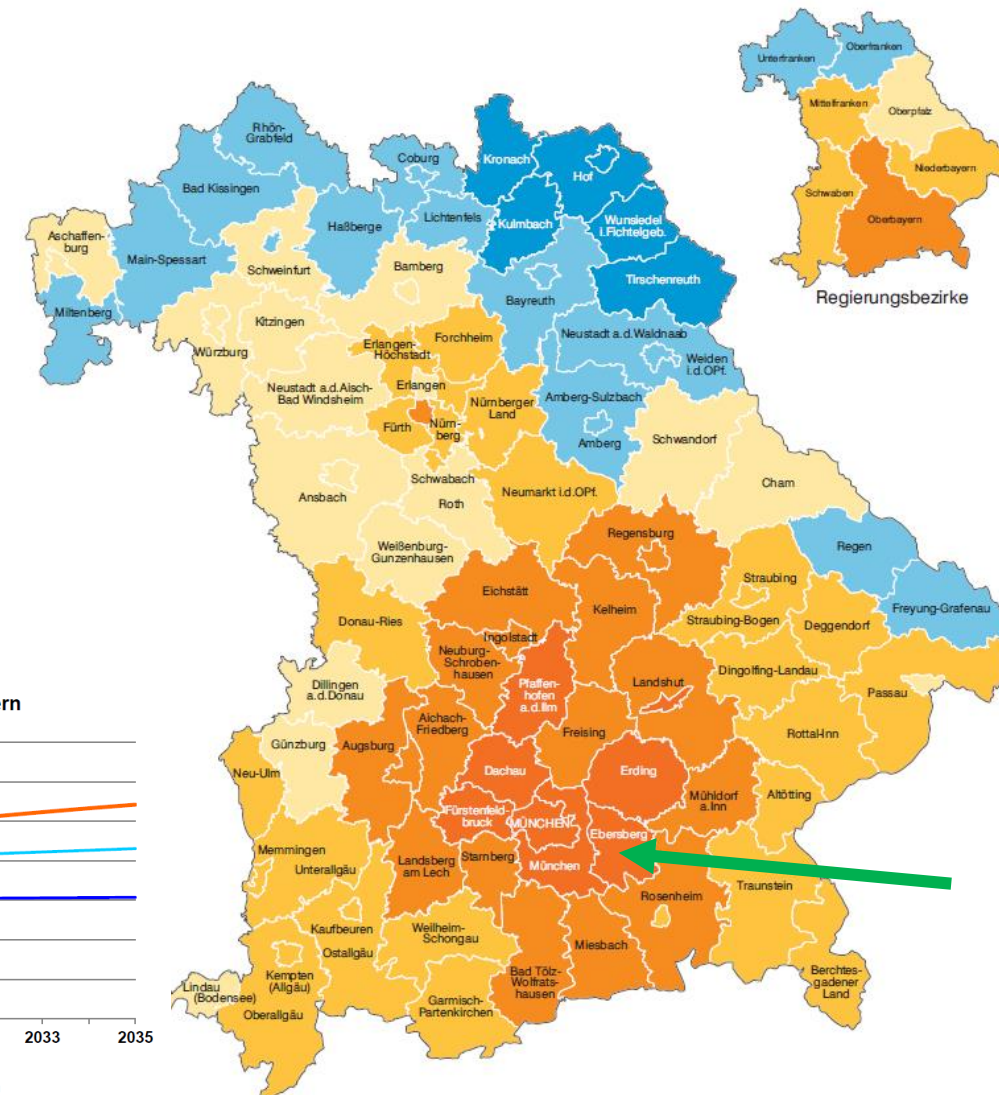 Unterfranken
Oberfranken
Mittelfranken
Oberpfalz
Niederbayern
Schwaben
Oberbayern
Regierungsbezirke
Rhön-
Grabfeld
Coburg
Kronach
Hof
Bad Kissingen
Lichtenfels
Kulmbach
Wunsiedel
i.Fichtelgeb.
Haßberge
Aschaffen-
burg
Main-Spessart
Schweinfurt
Bamberg
Tirschenreuth
Bayreuth
Miltenberg
Kitzingen
Würzburg
Erlangen-
Höchstadt
Forchheim
Neustadt a.d.Waldnaab
Weiden
i.d.OPf.
Neustadt a.d.Aisch-
Bad Windsheim
Erlangen
Nürnberger
Land
Amberg-Sulzbach
Fürth
Nürn-
berg
Amberg
Schwandorf
Ansbach
Schwabach
Roth
Neumarkt i.d.OPf.
Cham
Weißenburg-
Gunzenhausen
Regensburg
Regen
Eichstätt
Straubing
Kelheim
Freyung-Grafenau
Donau-Ries
Straubing-Bogen
Deggendorf
Ingolstadt
Neuburg-
Schroben-
hausen
Dingolfing-Landau
Dillingen
a.d.Donau
Pfaffen-
hofen
a.d.Ilm
Landshut
Passau
ern
Aichach-
Friedberg
Freising
Rottal-Inn
Günzburg
Augsburg
Neu-Ulm
Dachau
Erding
Mühldorf
a.Inn
Altötting
Fürstenfeld-
bruck
MÜNCHEN
Ebersberg
Memmingen
Unterallgäu
Landsberg
am Lech
Starnberg
München
Traunstein
Rosenheim
Kaufbeuren
Ostallgäu
Weilheim-
Schongau
Miesbach
Bad Tölz-
Wolfrats-
hausen
Kempten
(Allgäu)
Berchtes-
gadener
Land
Lindau
(Bodensee)
Oberallgäu
Garmisch-
Partenkirchen
2033
2035